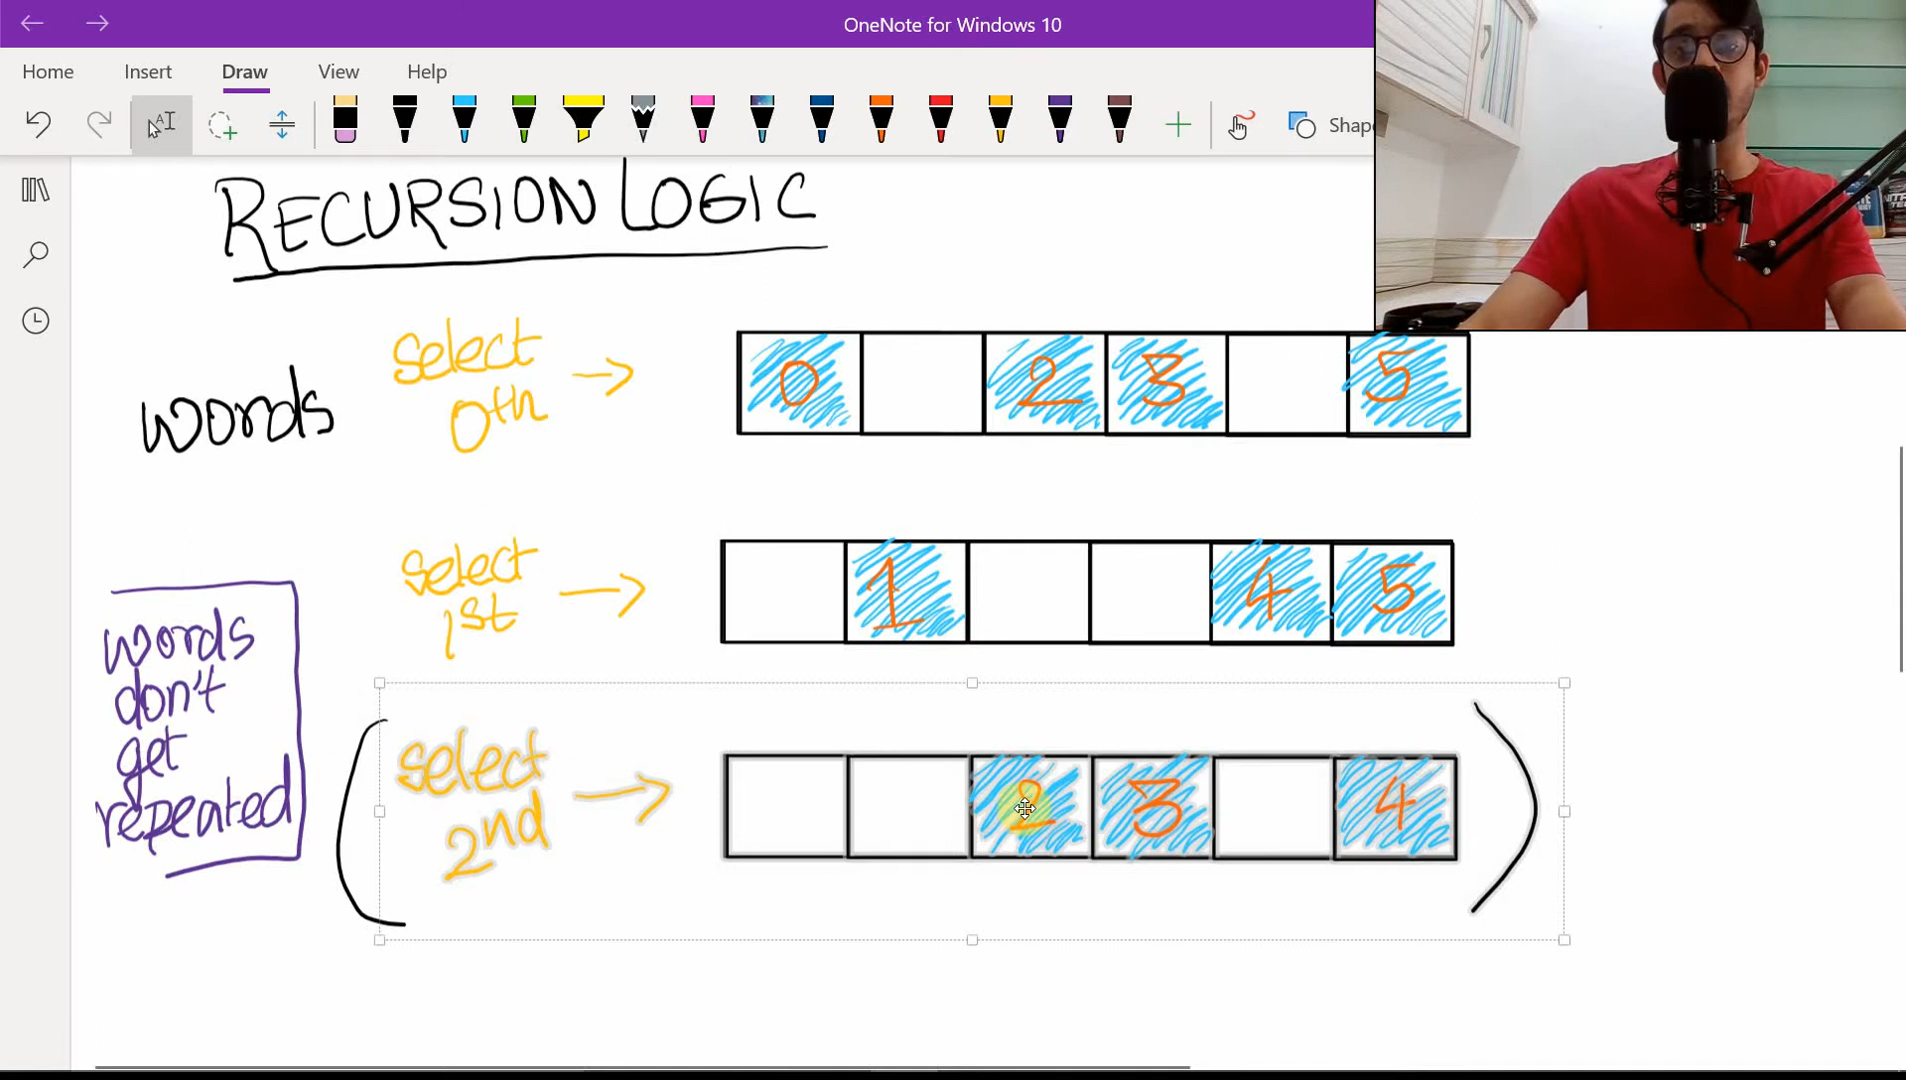 OneNote for Windows 10
Home Insert Draw View Help
Shap
RECURSION LOGIC
words
select
0th →
0 2 3 5
select
1st →
1 4 5
words
don't
get
repeated
select
2nd →
2 3 4